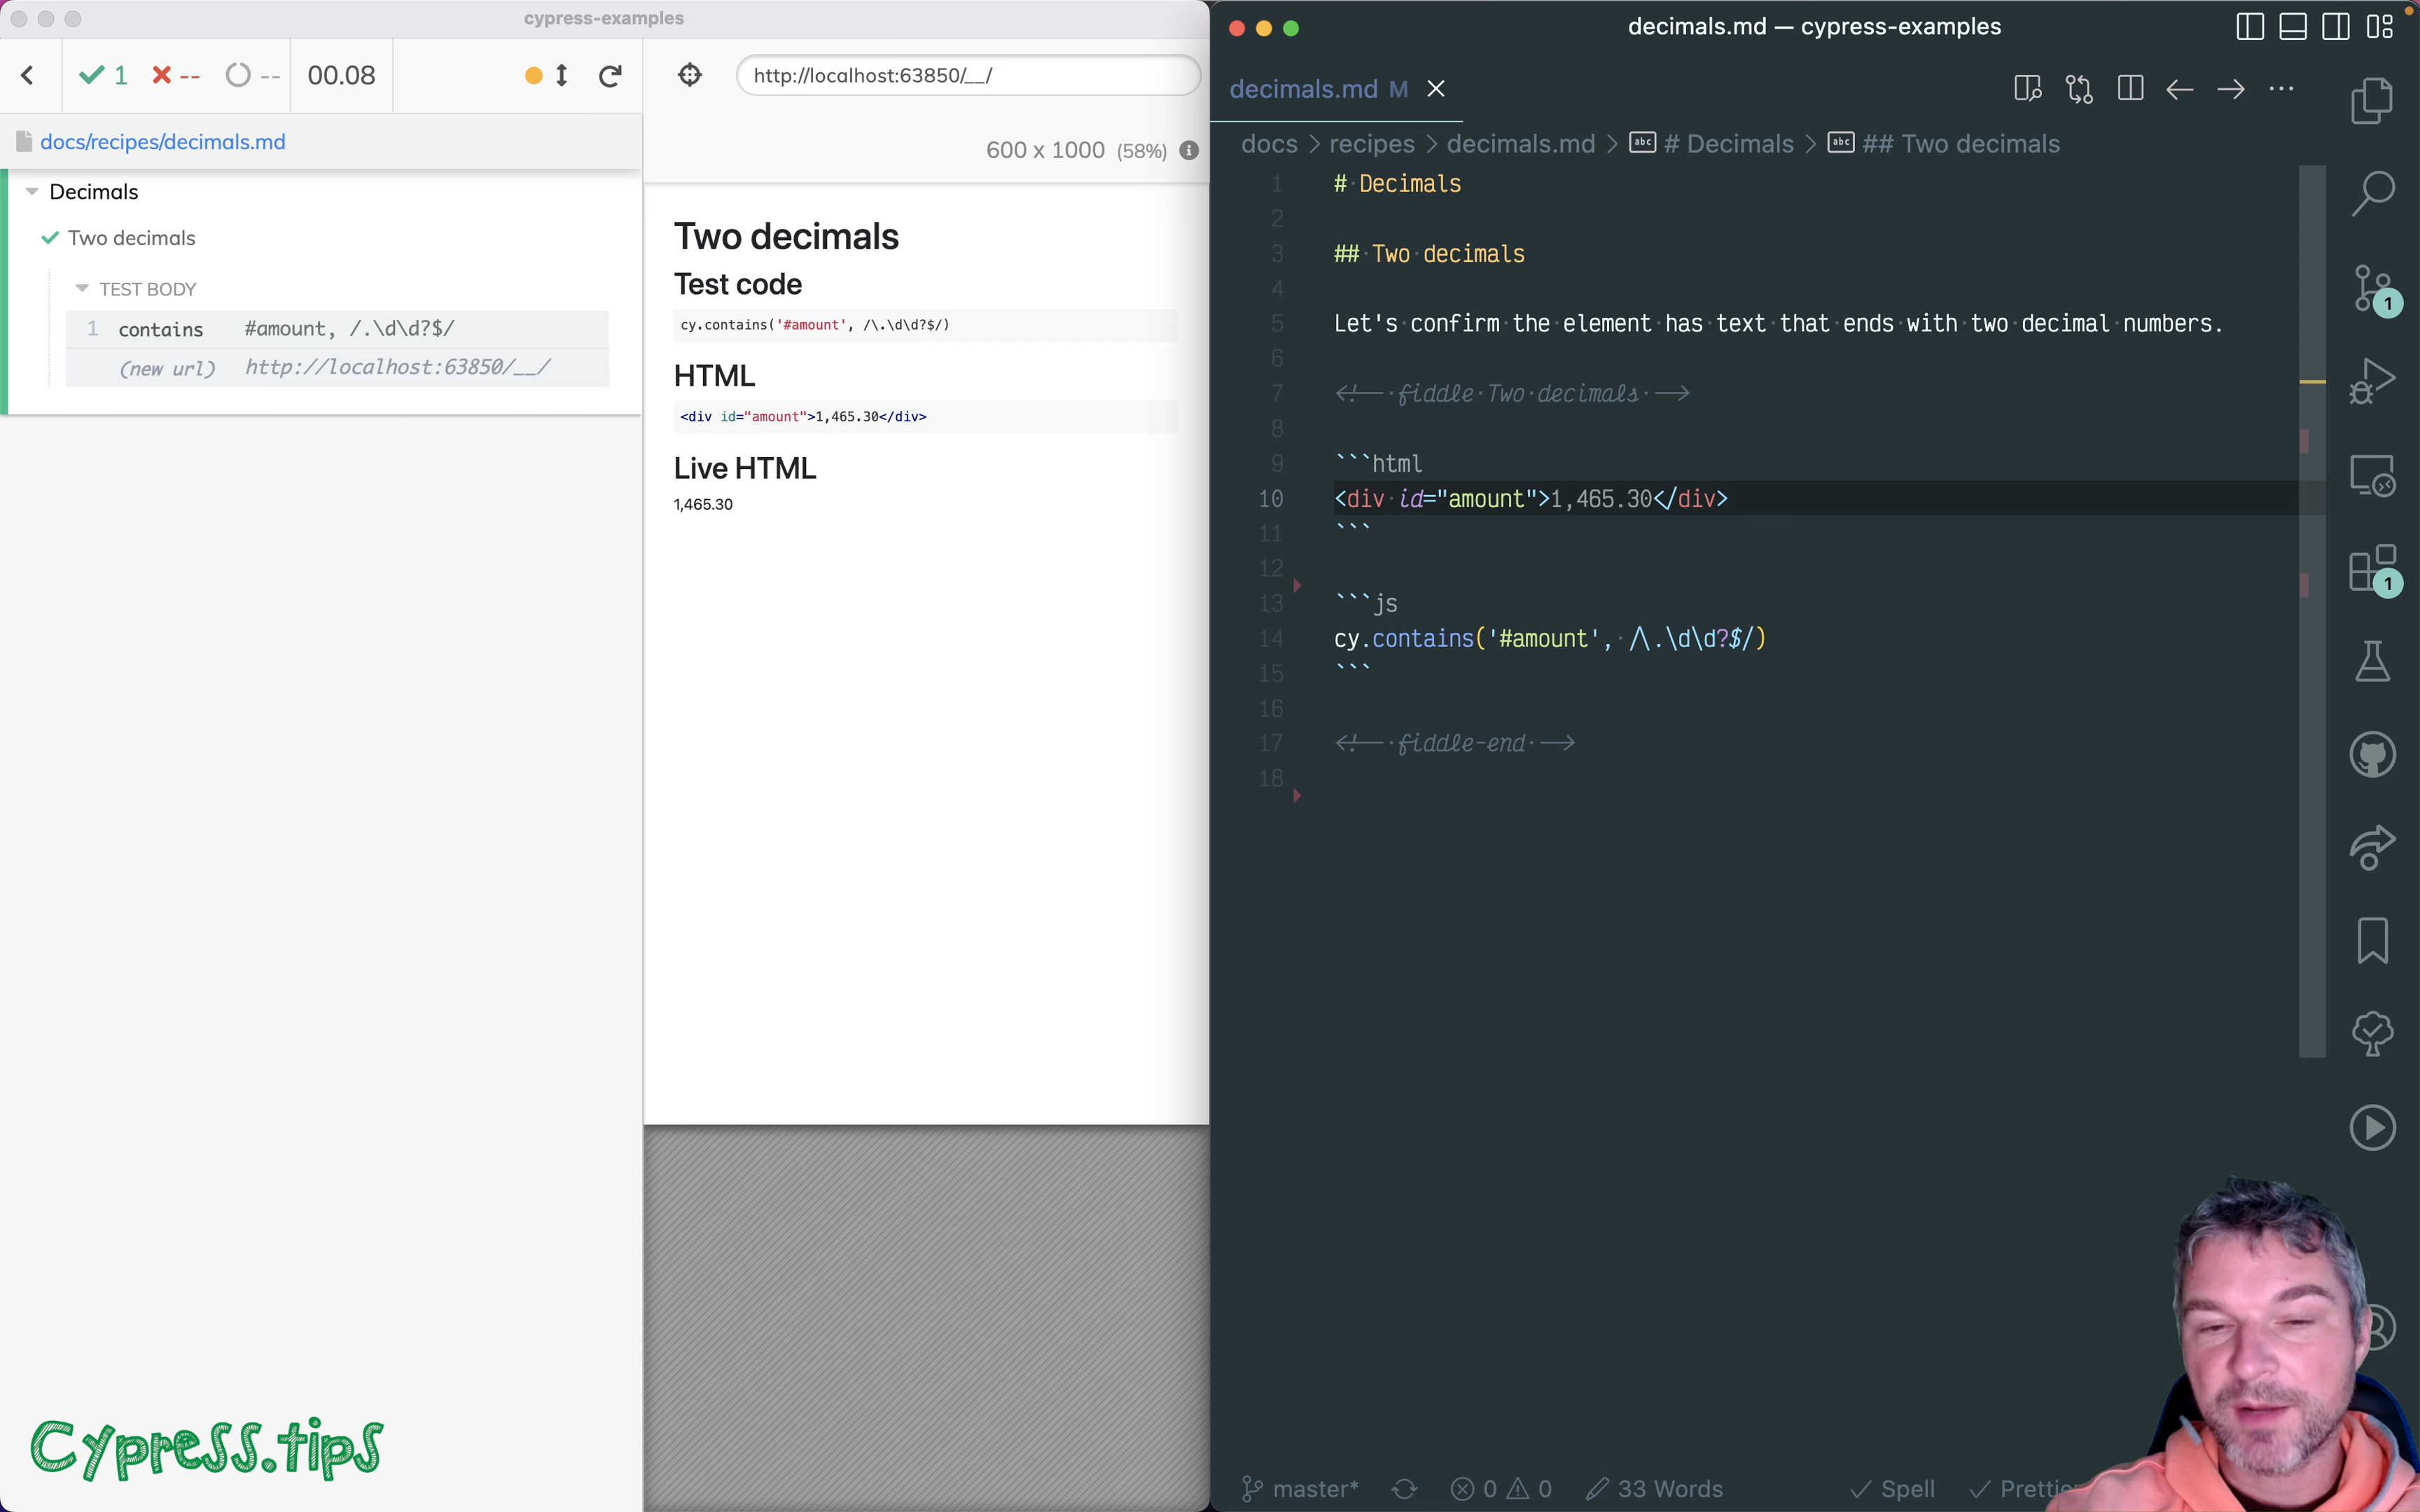 cypress-examples
1 -- -- 00.08
docs/recipes/decimals.md
Decimals
Two decimals
TEST BODY
1 contains #amount, /.\d\d?$/
(new url) http://localhost:63850/__/
Cypress.tips
http://localhost:63850/__/
600 x 1000 (58%)
Two decimals
Test code
cy.contains('#amount', /\.\d\d?$/)
HTML
<div id="amount">1,465.30</div>
Live HTML
1,465.30
decimals.md — cypress-examples
decimals.md M
docs > recipes > decimals.md > # Decimals > ## Two decimals
1 # Decimals
2
3 ## Two decimals
4
5 Let's confirm the element has text that ends with two decimal numbers.
6
7 <!-- fiddle Two decimals -->
8
9 ```html
10 <div id="amount">1,465.30</div>
11 ```
12
13 ```js
14 cy.contains('#amount', /\.\d\d?$/)
15 ```
16
17 <!-- fiddle-end -->
18
1
1
master* 0 0 33 Words Spell Prettier